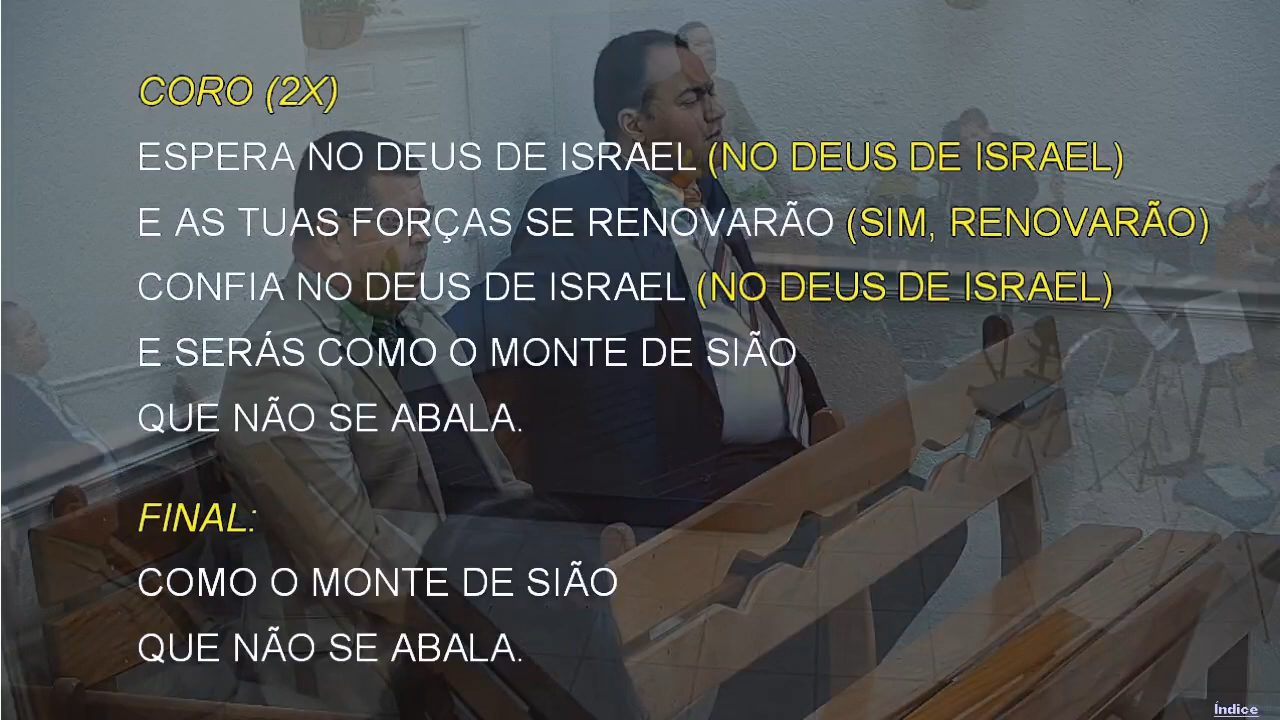 CORO (2X)
ESPERA NO DEUS DE ISRAEL (NO DEUS DE ISRAEL)
E AS TUAS FORÇAS SE RENOVARÃO (SIM, RENOVARÃO)
CONFIA NO DEUS DE ISRAEL (NO DEUS DE ISRAEL)
E SERÁS COMO O MONTE DE SIÃO
QUE NÃO SE ABALA.
FINAL:
COMO O MONTE DE SIÃO
QUE NÃO SE ABALA.
Índice